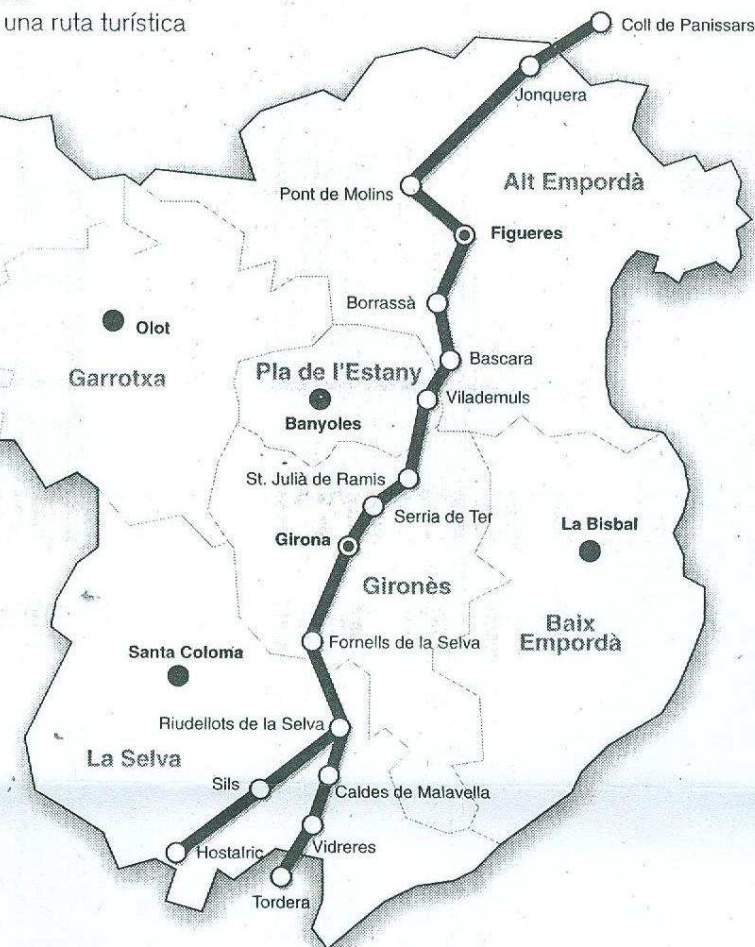 una ruta turística
Coll de Panissars
Jonquera
Pont de Molins
Alt Empordà
Figueres
Borrassà
Olot
Bascara
Garrotxa
Pla de l'Estany
Vilademuls
Banyoles
St. Julià de Ramis
Serria de Ter
La Bisbal
Girona
Gironès
Baix
Empordà
Fornells de la Selva
Santa Coloma
Riudellots de la Selva
La Selva
Sils
Caldes de Malavella
Hostalric
Vidreres
Tordera